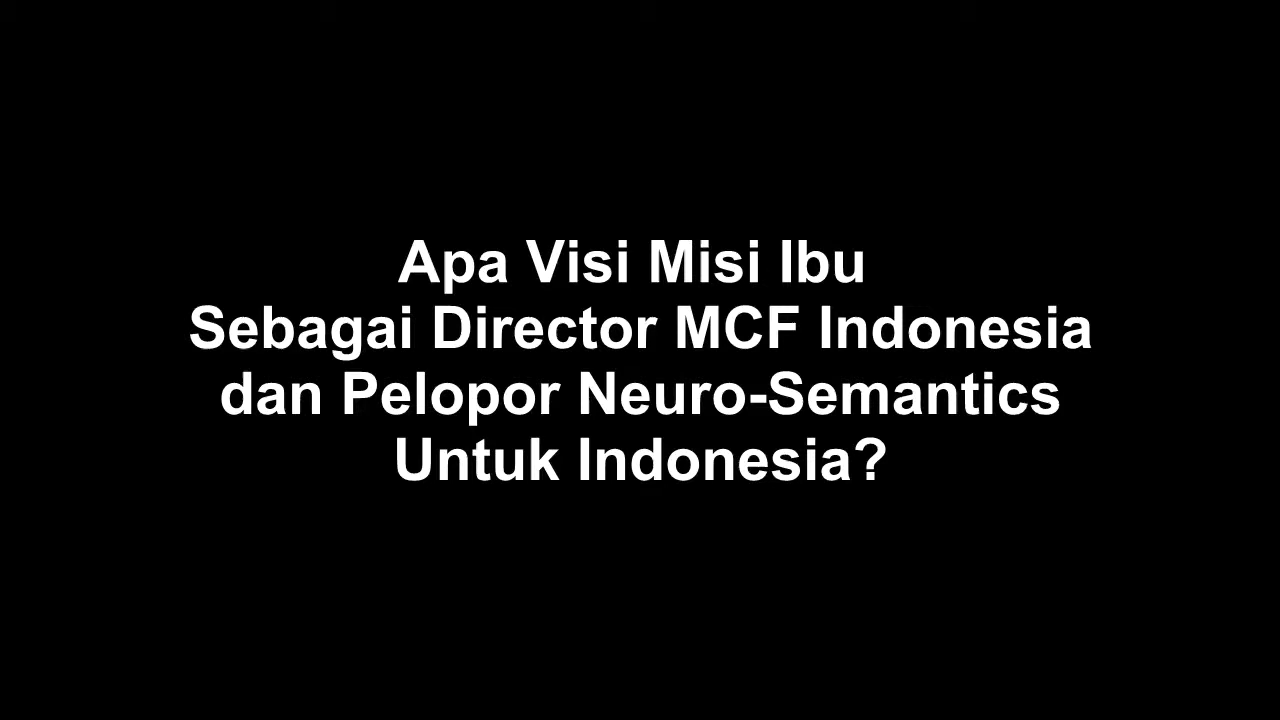 Apa Visi Misi Ibu
Sebagai Director MCF Indonesia
dan Pelopor Neuro-Semantics
Untuk Indonesia?